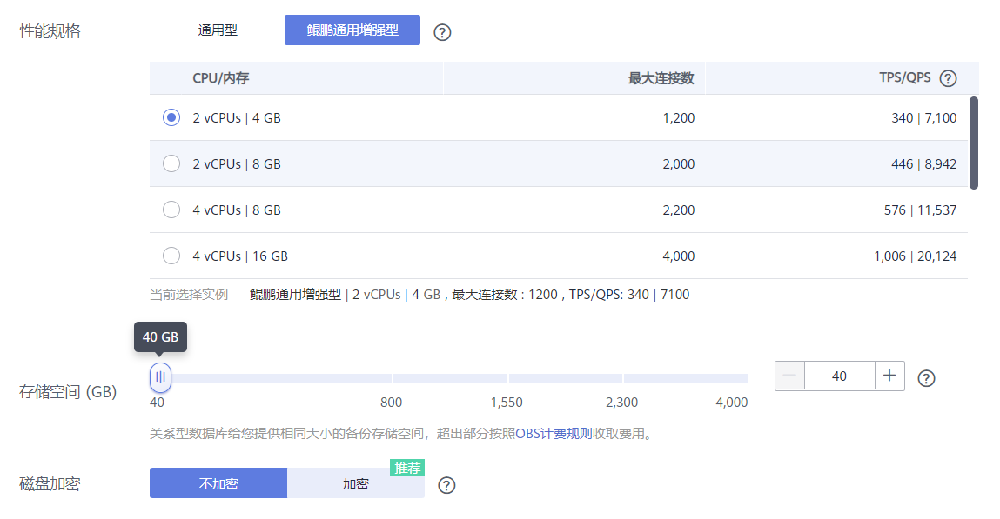 性能规格 通用型 鲲鹏通用增强型 ?
CPU/内存 最大连接数 TPS/QPS ?
2 vCPUs | 4 GB 1,200 340 | 7,100
2 vCPUs | 8 GB 2,000 446 | 8,942
4 vCPUs | 8 GB 2,200 576 | 11,537
4 vCPUs | 16 GB 4,000 1,006 | 20,124
当前选择实例 鲲鹏通用增强型 | 2 vCPUs | 4 GB , 最大连接数 : 1200 , TPS/QPS: 340 | 7100
40 GB
存储空间 (GB) — 40 + ?
40 800 1,550 2,300 4,000
关系型数据库给您提供相同大小的备份存储空间，超出部分按照OBS计费规则收取费用。
推荐
磁盘加密 不加密 加密 ?